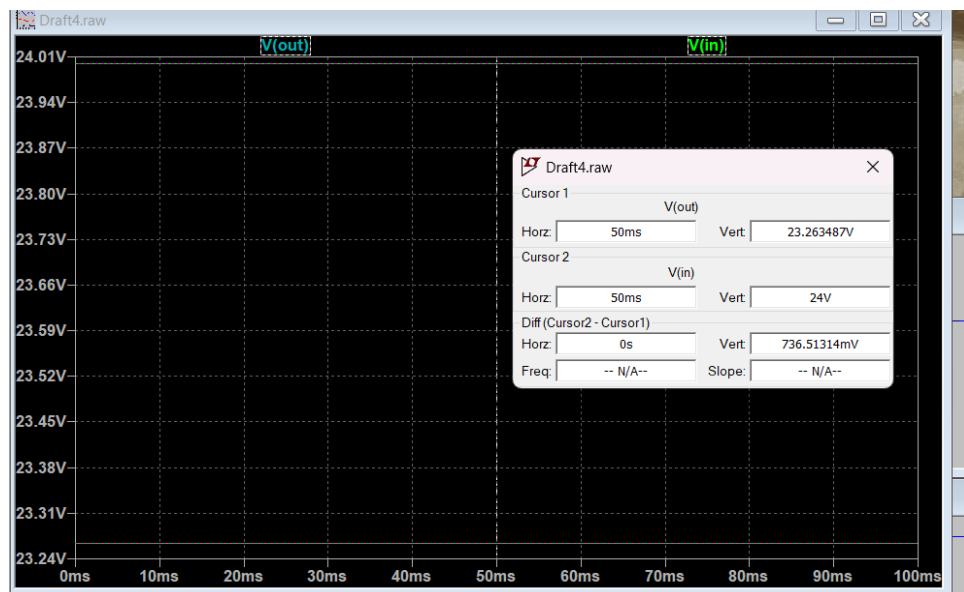 Draft4.raw
V(out) V(in)
24.01V
23.94V
23.87V
23.80V
23.73V
23.66V
23.59V
23.52V
23.45V
23.38V
23.31V
23.24V
0ms 10ms 20ms 30ms 40ms 50ms 60ms 70ms 80ms 90ms 100ms
Draft4.raw
Cursor 1
V(out)
Horz: 50ms Vert: 23.263487V
Cursor 2
V(in)
Horz: 50ms Vert: 24V
Diff (Cursor2 - Cursor1)
Horz: 0s Vert: 736.51314mV
Freq: -- N/A-- Slope: -- N/A--